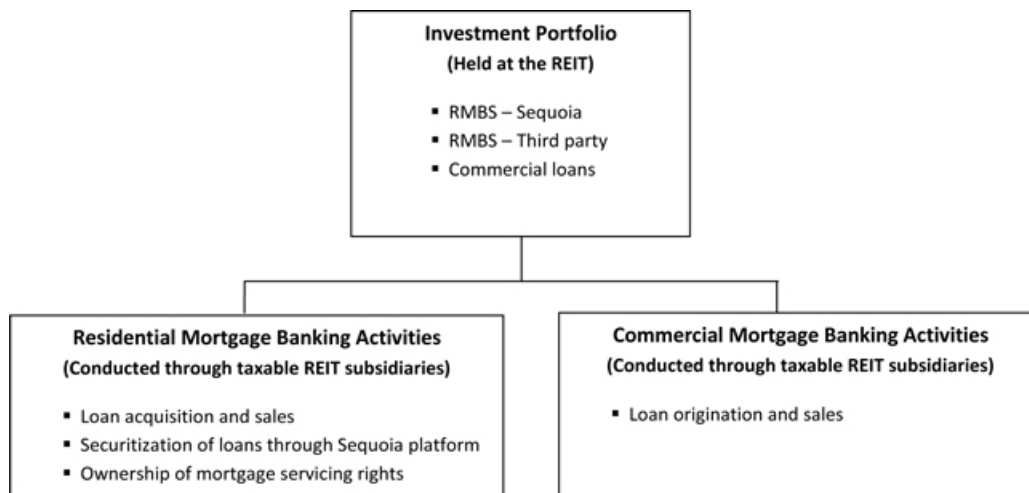 Investment Portfolio
(Held at the REIT)
▪ RMBS – Sequoia
▪ RMBS – Third party
▪ Commercial loans
Residential Mortgage Banking Activities
(Conducted through taxable REIT subsidiaries)
▪ Loan acquisition and sales
▪ Securitization of loans through Sequoia platform
▪ Ownership of mortgage servicing rights
Commercial Mortgage Banking Activities
(Conducted through taxable REIT subsidiaries)
▪ Loan origination and sales